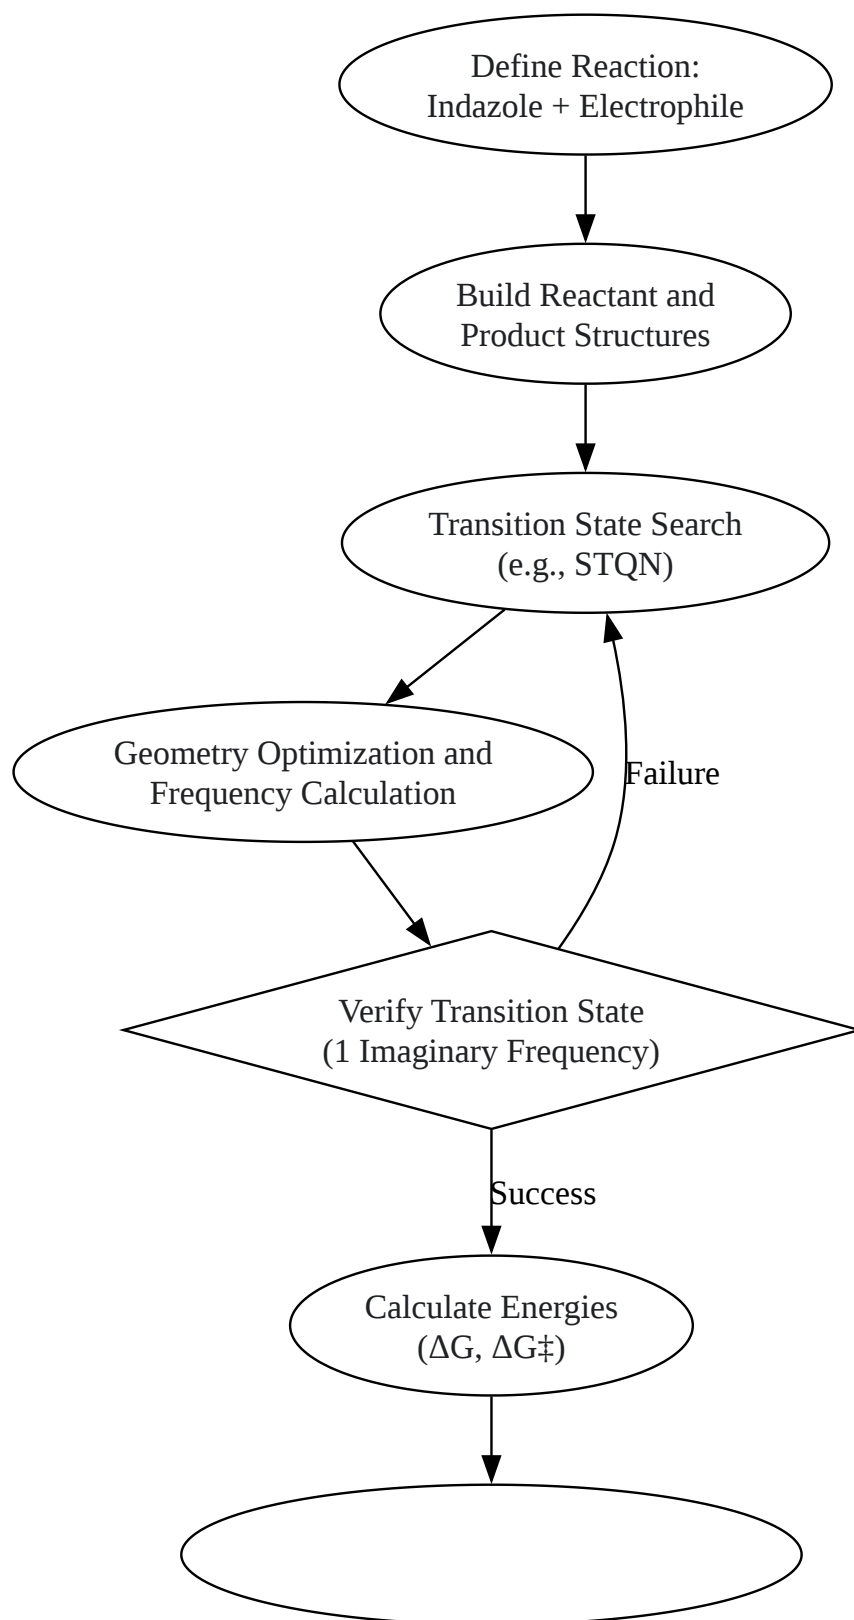 Define Reaction:
Indazole + Electrophile
Build Reactant and
Product Structures
Transition State Search
(e.g., STQN)
Geometry Optimization and
Frequency Calculation
Failure
Verify Transition State
(1 Imaginary Frequency)
Success
Calculate Energies
(ΔG, ΔG‡)